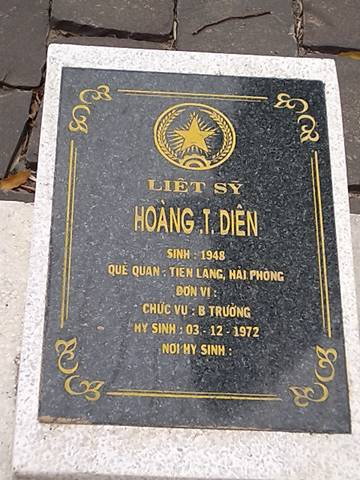 LIỆT SỸ
HOÀNG .T. DIÊN
SINH : 1948
QUÊ QUÁN : TIÊN LÃNG, HẢI PHÒNG
ĐƠN VỊ :
CHỨC VỤ : B TRƯỞNG
HY SINH : 03 - 12 - 1972
NƠI HY SINH :